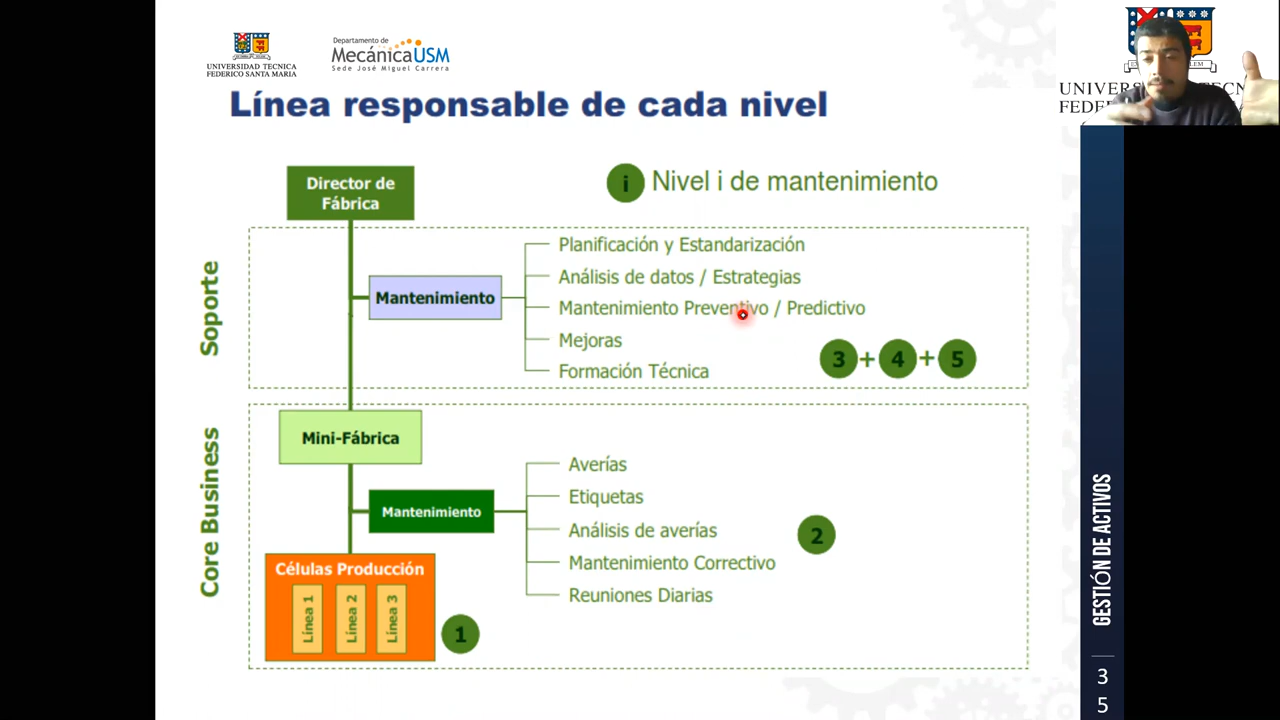 UNIVERSIDAD TECNICA
FEDERICO SANTA MARIA
Departamento de
MecánicaUSM
Sede José Miguel Carrera
Línea responsable de cada nivel
Director de
Fábrica
i
Nivel i de mantenimiento
Soporte
Mantenimiento
Planificación y Estandarización
Análisis de datos / Estrategias
Mantenimiento Preventivo / Predictivo
Mejoras
Formación Técnica
3+4+5
Core Business
Mini-Fábrica
Mantenimiento
Averías
Etiquetas
Análisis de averías
Mantenimiento Correctivo
Reuniones Diarias
2
Células Producción
Línea 1
Línea 2
Línea 3
1
GESTIÓN DE ACTIVOS
3
5